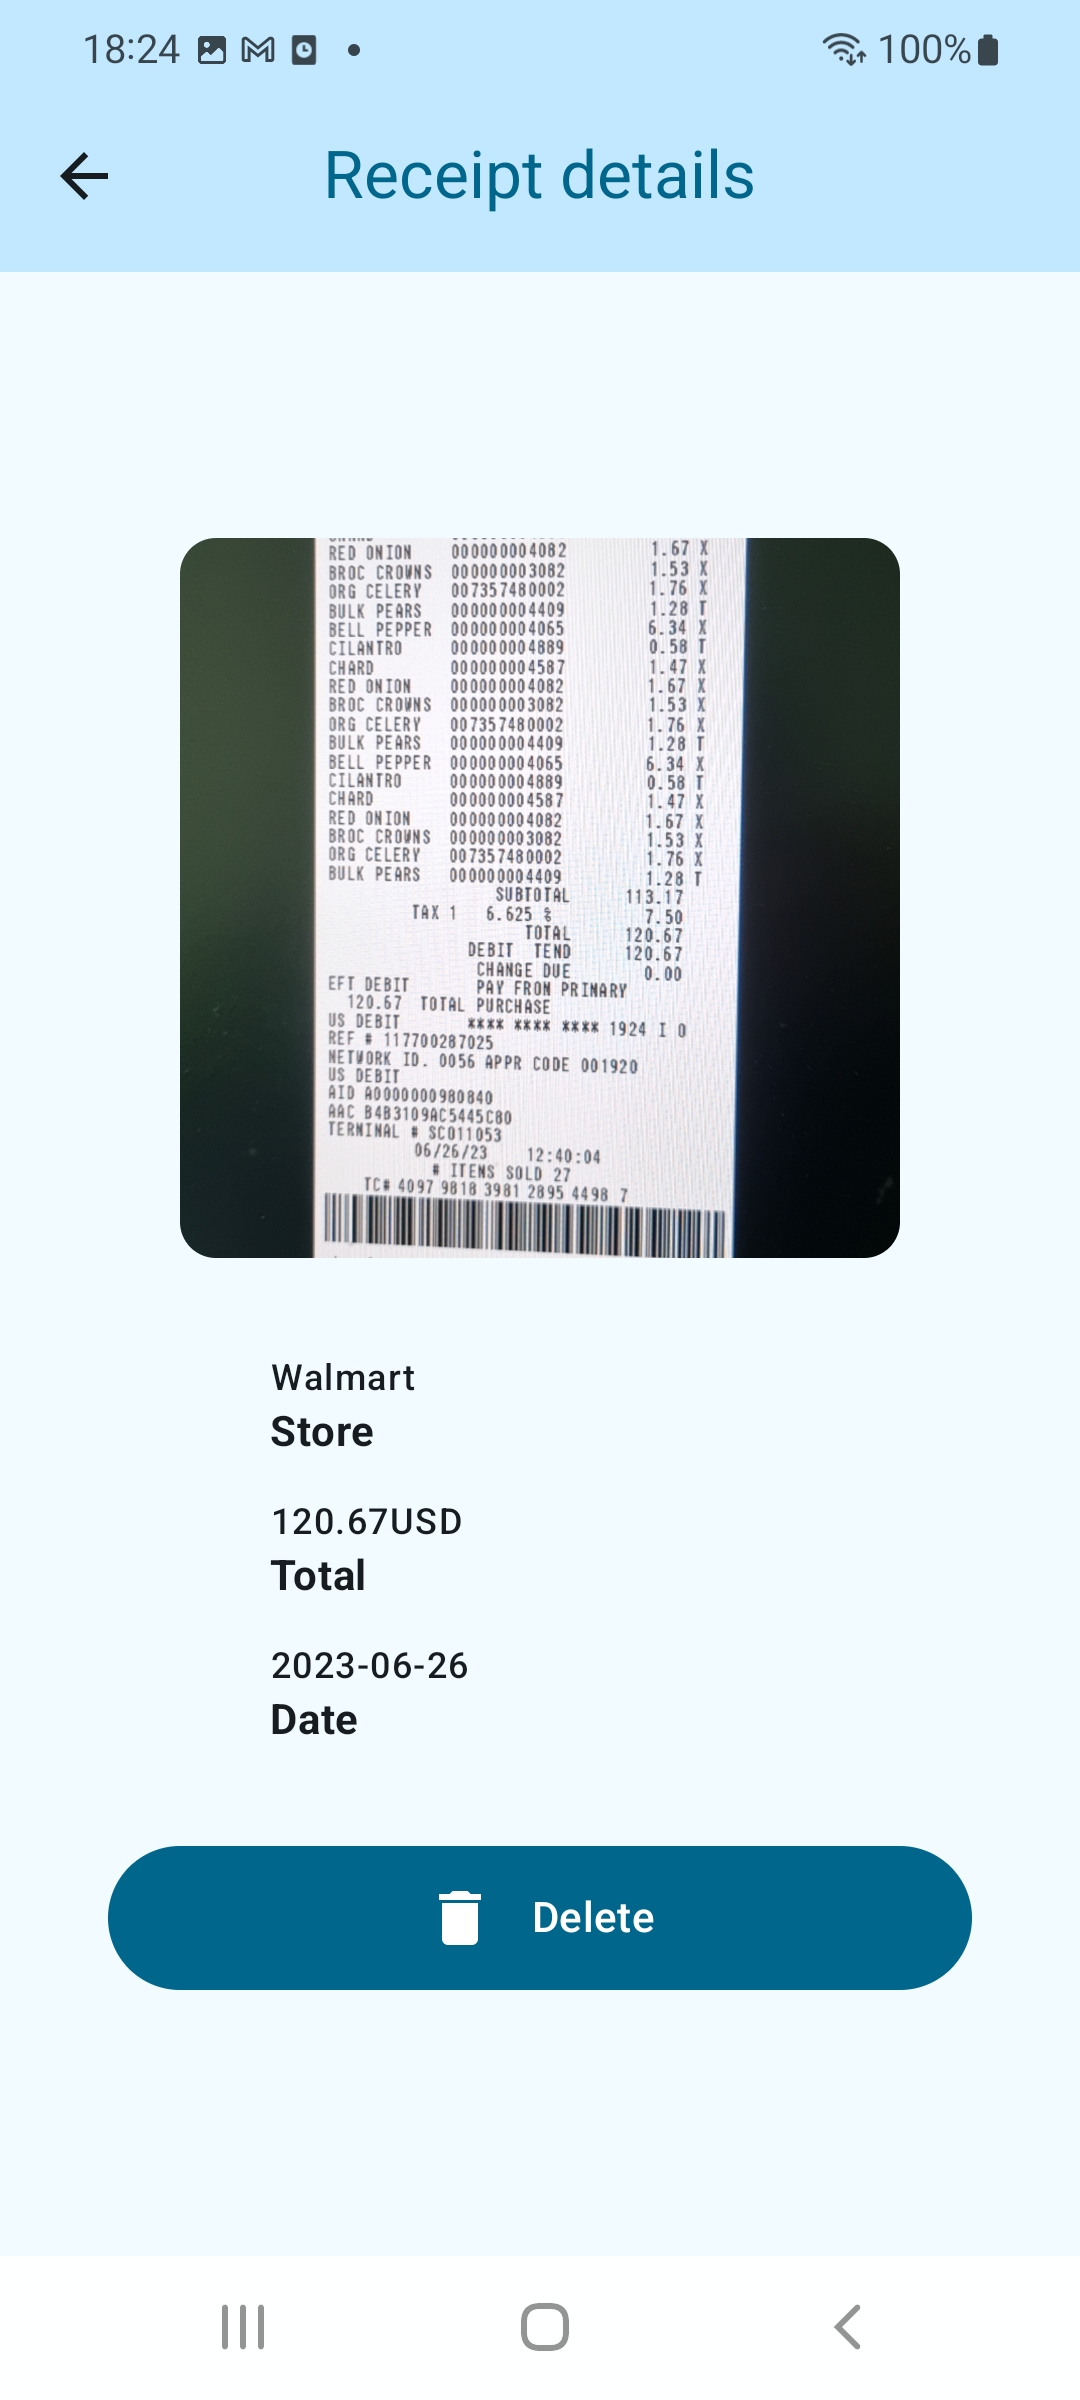 18:24
100%
Receipt details
RED ONION 000000004082 1.67 X
BROC CROWNS 000000003082 1.53 X
ORG CELERY 007357480002 1.76 X
BULK PEARS 000000004409 1.28 T
BELL PEPPER 000000004065 6.34 X
CILANTRO 000000004889 0.58 T
CHARD 000000004587 1.47 X
RED ONION 000000004082 1.67 X
BROC CROWNS 000000003082 1.53 X
ORG CELERY 007357480002 1.76 X
BULK PEARS 000000004409 1.28 T
BELL PEPPER 000000004065 6.34 X
CILANTRO 000000004889 0.58 T
CHARD 000000004587 1.47 X
RED ONION 000000004082 1.67 X
BROC CROWNS 000000003082 1.53 X
ORG CELERY 007357480002 1.76 X
BULK PEARS 000000004409 1.28 T
SUBTOTAL 113.17
TAX 1 6.625 % 7.50
TOTAL 120.67
DEBIT TEND 120.67
CHANGE DUE 0.00
EFT DEBIT PAY FROM PRIMARY
120.67 TOTAL PURCHASE
US DEBIT **** **** **** 1924 I 0
REF # 117700287025
NETWORK ID. 0056 APPR CODE 001920
US DEBIT
AID A0000000980840
AAC B4B3109AC5445C80
TERMINAL # SC011053
06/26/23 12:40:04
# ITEMS SOLD 27
TC# 4097 9818 3981 2895 4498 7
Walmart
Store
120.67USD
Total
2023-06-26
Date
Delete